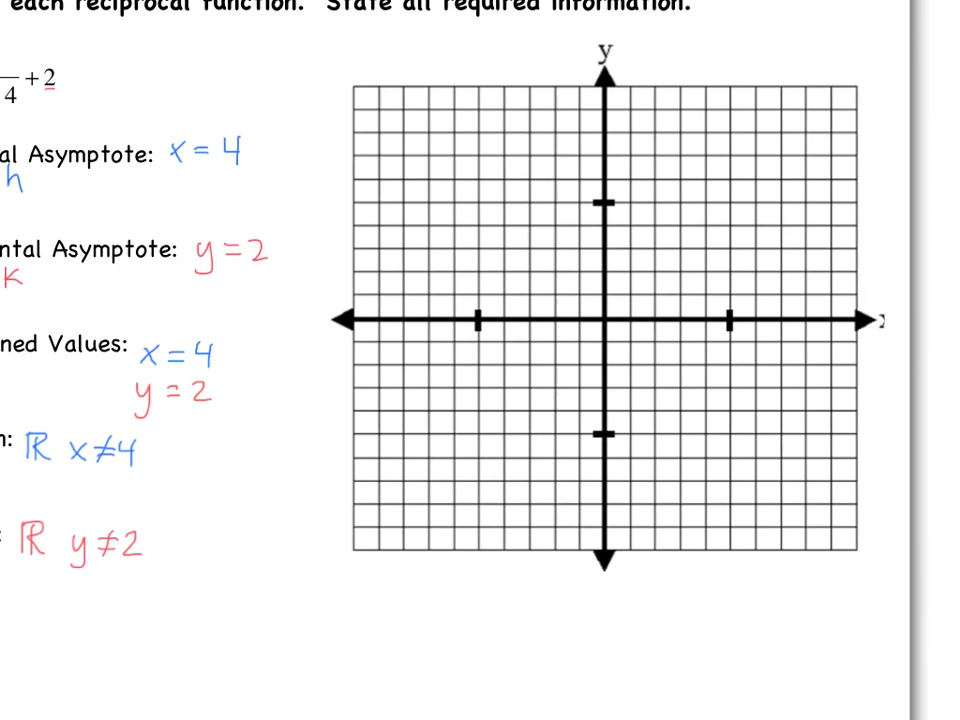 each reciprocal function. State all required information.
y
4 + 2
al Asymptote: x = 4
h
ntal Asymptote: y = 2
K
ned Values: x = 4
y = 2
n: ℝ x ≠ 4
: ℝ y ≠ 2